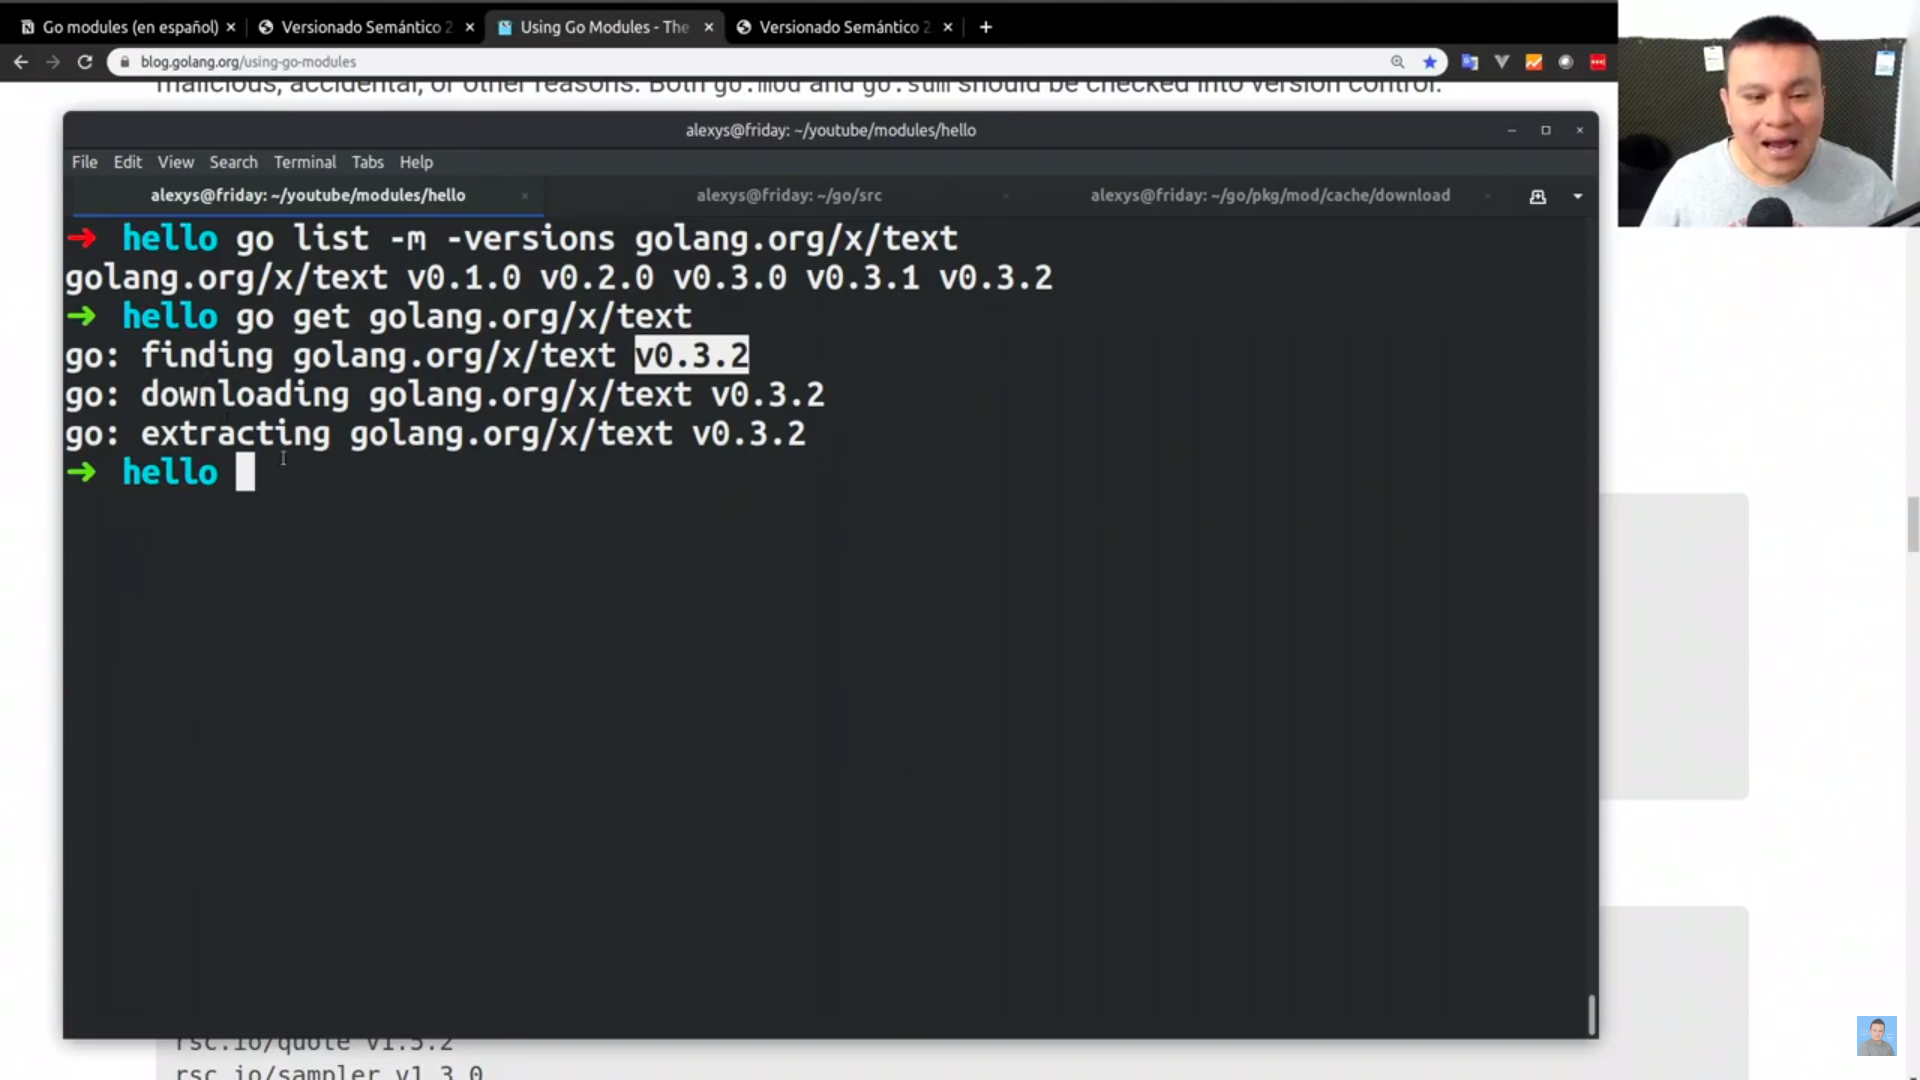 Go modules (en español)
Versionado Semántico 2
Using Go Modules - The
Versionado Semántico 2
blog.golang.org/using-go-modules
malicious, accidental, or other reasons. Both go.mod and go.sum should be checked into version control.
alexys@friday: ~/youtube/modules/hello
File Edit View Search Terminal Tabs Help
alexys@friday: ~/youtube/modules/hello
alexys@friday: ~/go/src
alexys@friday: ~/go/pkg/mod/cache/download
➜ hello go list -m -versions golang.org/x/text
golang.org/x/text v0.1.0 v0.2.0 v0.3.0 v0.3.1 v0.3.2
➜ hello go get golang.org/x/text
go: finding golang.org/x/text v0.3.2
go: downloading golang.org/x/text v0.3.2
go: extracting golang.org/x/text v0.3.2
➜ hello
rsc.io/quote v1.5.2
rsc.io/sampler v1.3.0